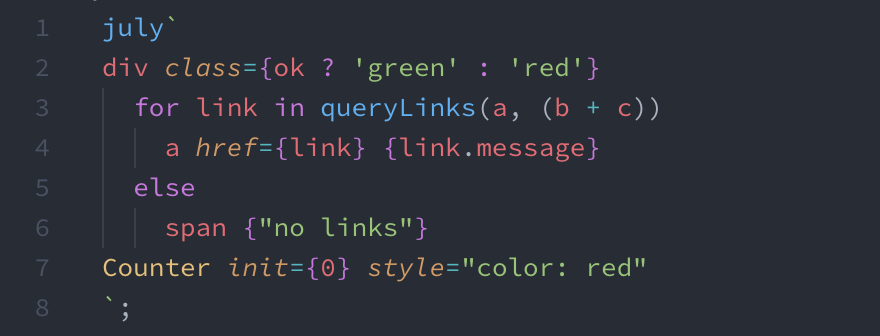 1 july`
2 div class={ok ? 'green' : 'red'}
3   for link in queryLinks(a, (b + c))
4     a href={link} {link.message}
5   else
6     span {"no links"}
7 Counter init={0} style="color: red"
8 `;